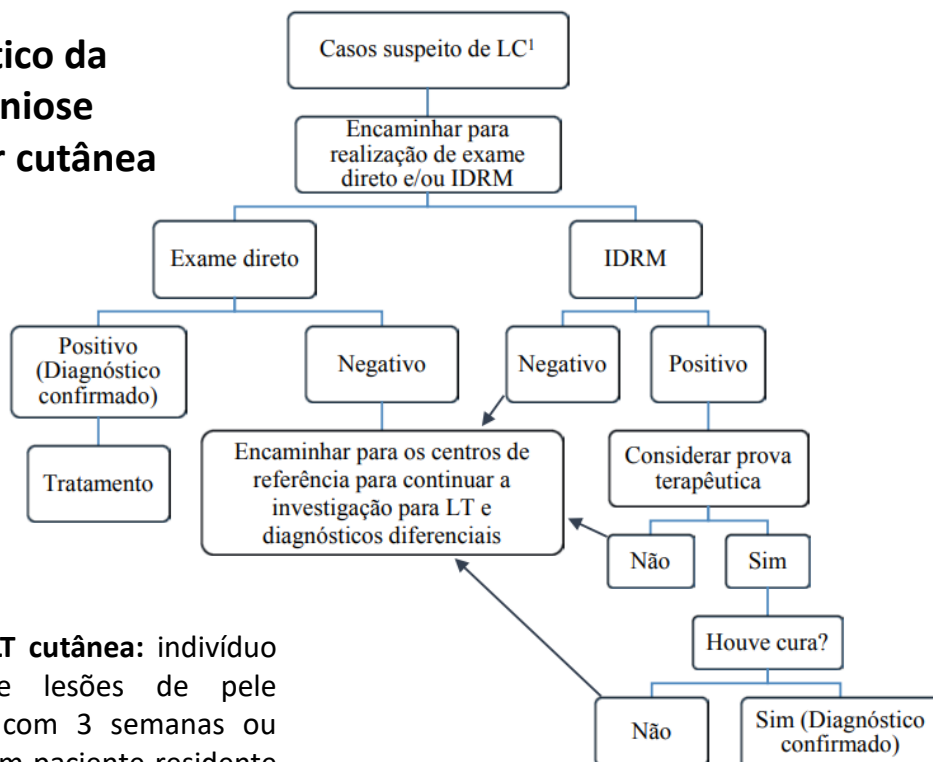 tico da
niose
r cutânea
Casos suspeito de LC¹
Encaminhar para
realização de exame
direto e/ou IDRM
Exame direto
IDRM
Positivo
(Diagnóstico
confirmado)
Negativo
Negativo
Positivo
Tratamento
Encaminhar para os centros de
referência para continuar a
investigação para LT e
diagnósticos diferenciais
Considerar prova
terapêutica
Não
Sim
Houve cura?
Não
Sim (Diagnóstico
confirmado)
LT cutânea: indivíduo
e lesões de pele
com 3 semanas ou
m paciente residente